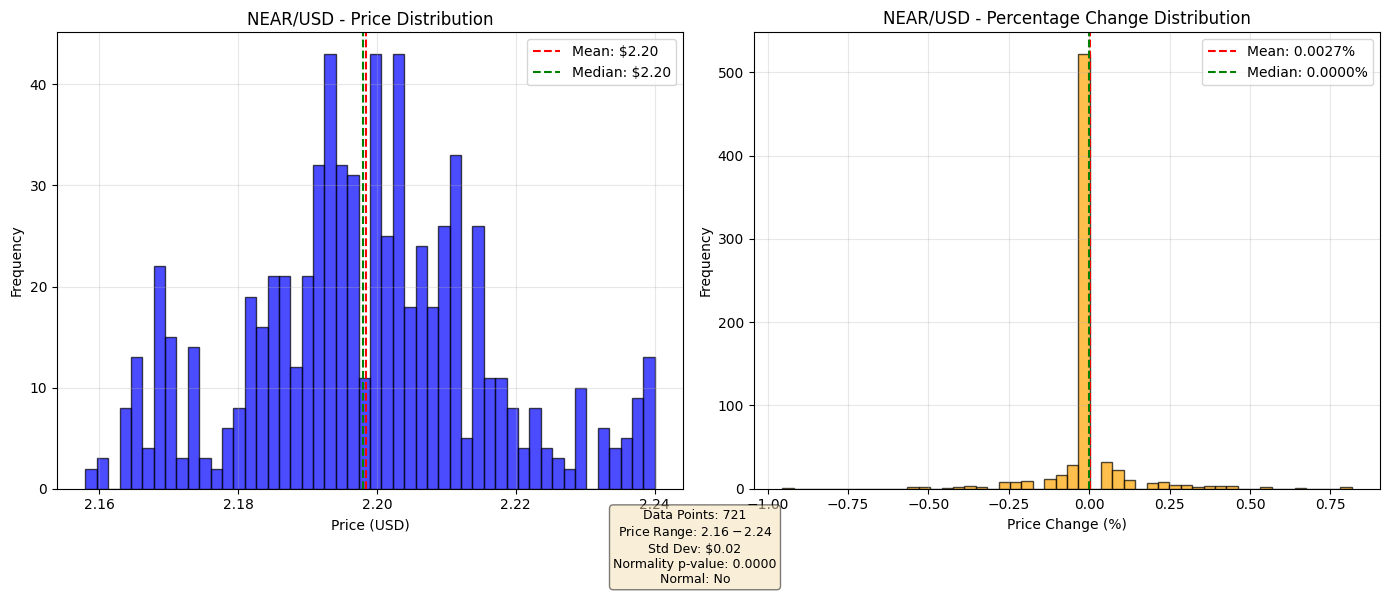 NEAR/USD - Price Distribution
Mean: $2.20
Median: $2.20
Frequency
0
10
20
30
40
2.16
2.18
2.20
2.22
2.24
Price (USD)
NEAR/USD - Percentage Change Distribution
Mean: 0.0027%
Median: 0.0000%
Frequency
0
100
200
300
400
500
−1.00
−0.75
−0.50
−0.25
0.00
0.25
0.50
0.75
Price Change (%)
Data Points: 721
Price Range: 2.16 − 2.24
Std Dev: $0.02
Normality p-value: 0.0000
Normal: No